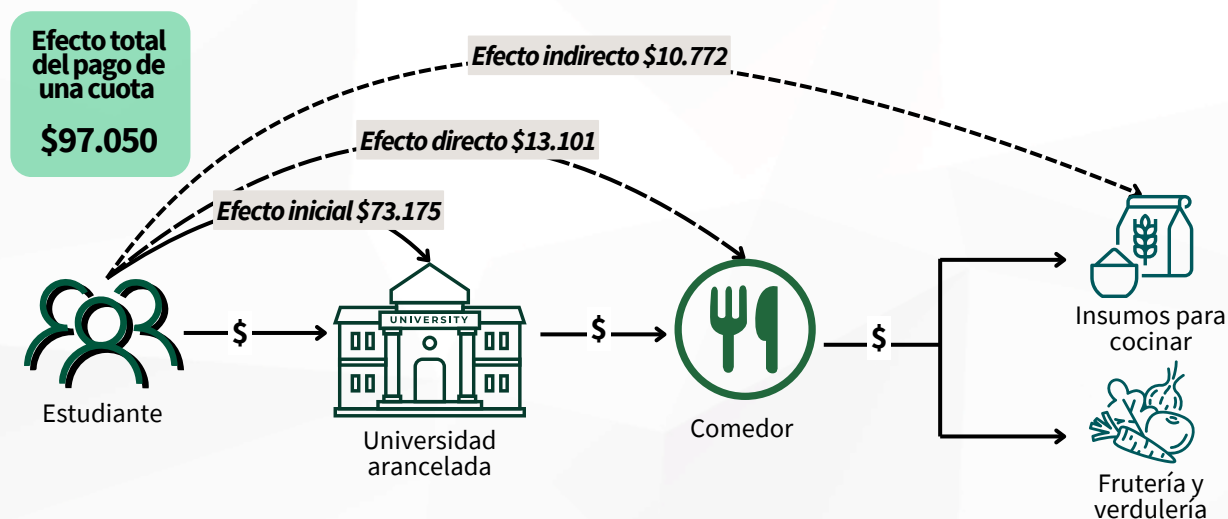 Efecto total
del pago de
una cuota
$97.050
Efecto indirecto $10.772
Efecto directo $13.101
Efecto inicial $73.175
$
UNIVERSITY
$
$
Estudiante
Universidad
arancelada
Comedor
Insumos para
cocinar
Frutería y
verdulería